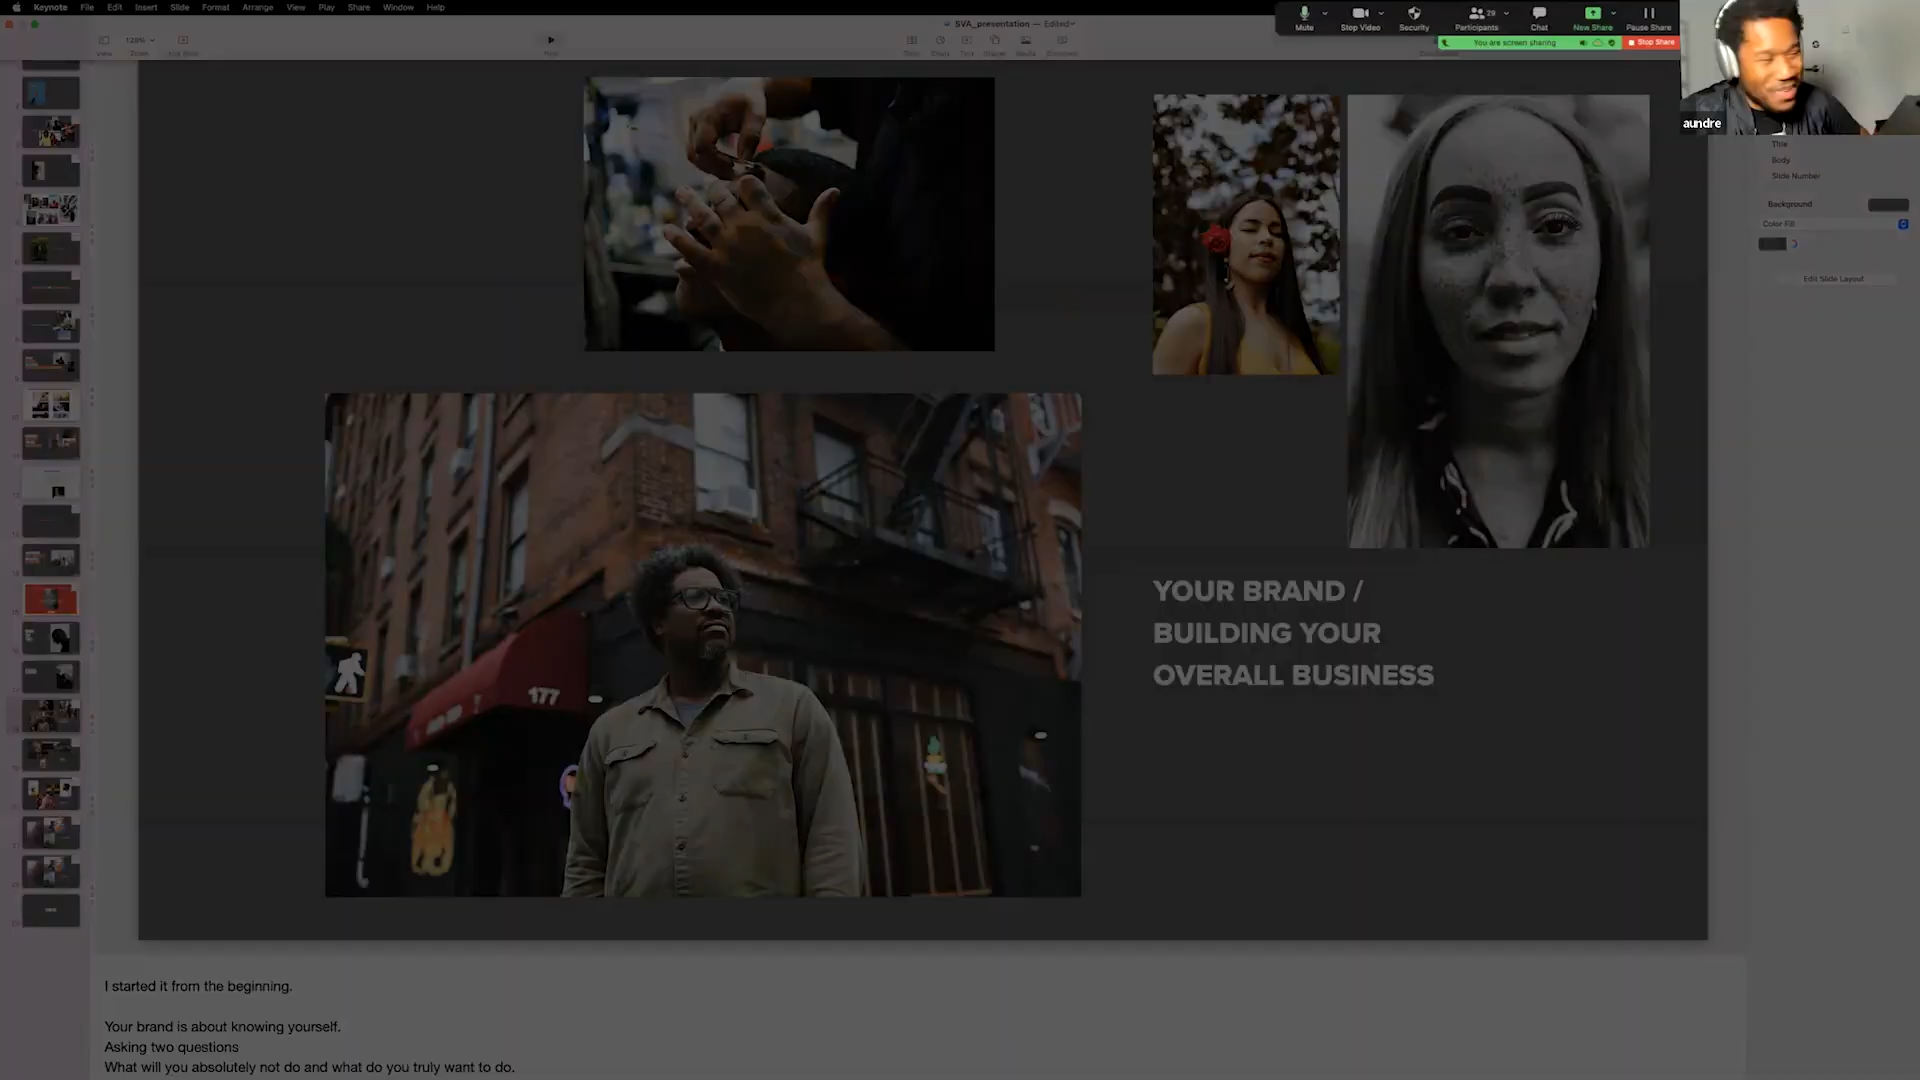 Keynote File Edit Insert Slide Format Arrange View Play Share Window Help
SVA_presentation — Edited
128%
Mute Stop Video Security Participants 29 Chat New Share Pause Share
You are screen sharing Stop Share
aundre
Title
Body
Slide Number
Background
Color Fill
Edit Slide Layout
177
YOUR BRAND /
BUILDING YOUR
OVERALL BUSINESS
I started it from the beginning.
Your brand is about knowing yourself.
Asking two questions
What will you absolutely not do and what do you truly want to do.